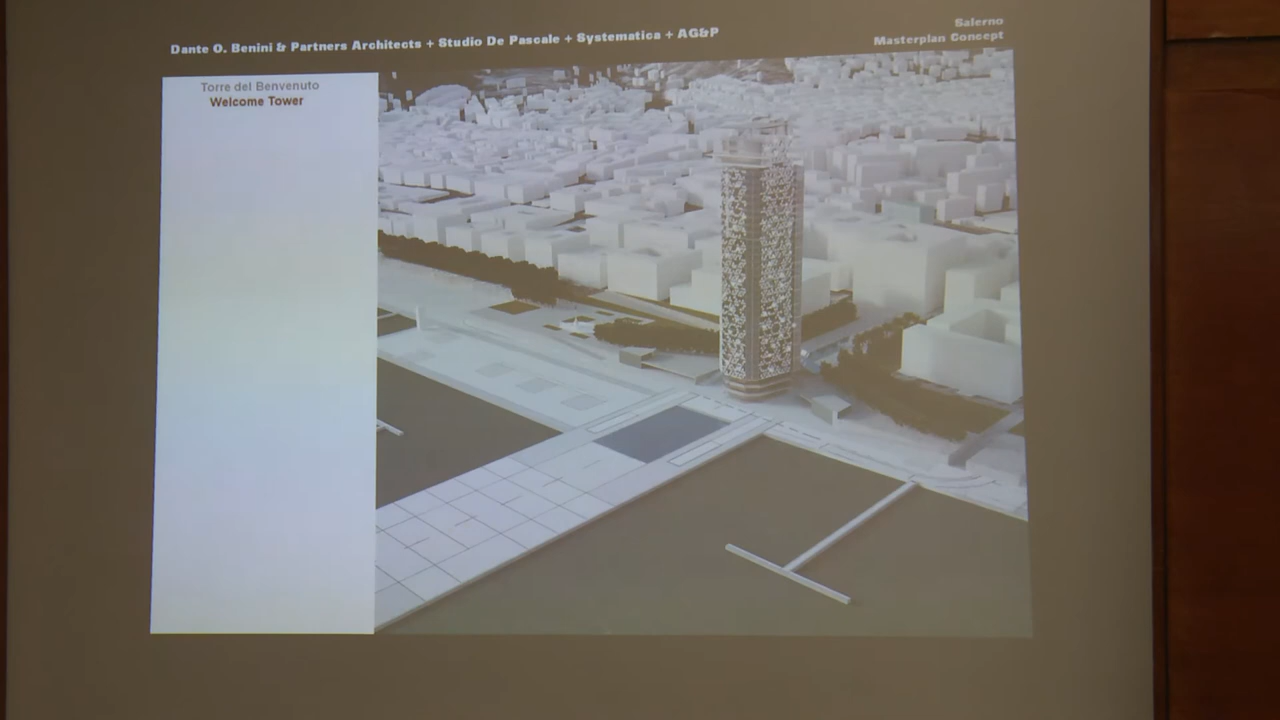 Dante O. Benini & Partners Architects + Studio De Pascale + Systematica + AG&P
Salerno
Masterplan Concept
Torre del Benvenuto
Welcome Tower